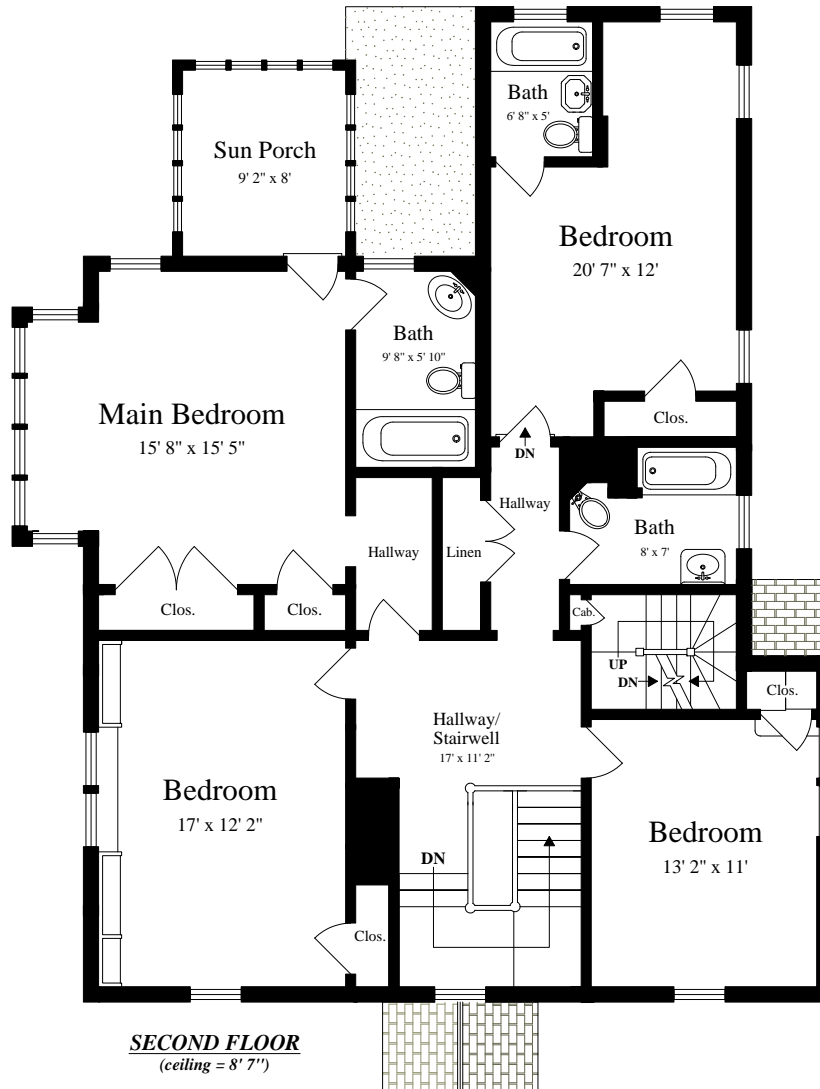 Bath
6' 8" x 5'
Sun Porch
9' 2" x 8'
Bedroom
20' 7" x 12'
Bath
9' 8" x 5' 10"
Main Bedroom
15' 8" x 15' 5"
Clos.
DN
Hallway
Hallway
Linen
Bath
8' x 7'
Clos.
Clos.
Cab.
UP
DN
Clos.
Hallway/
Stairwell
17' x 11' 2"
Bedroom
17' x 12' 2"
Bedroom
13' 2" x 11'
DN
Clos.
SECOND FLOOR
(ceiling = 8' 7")